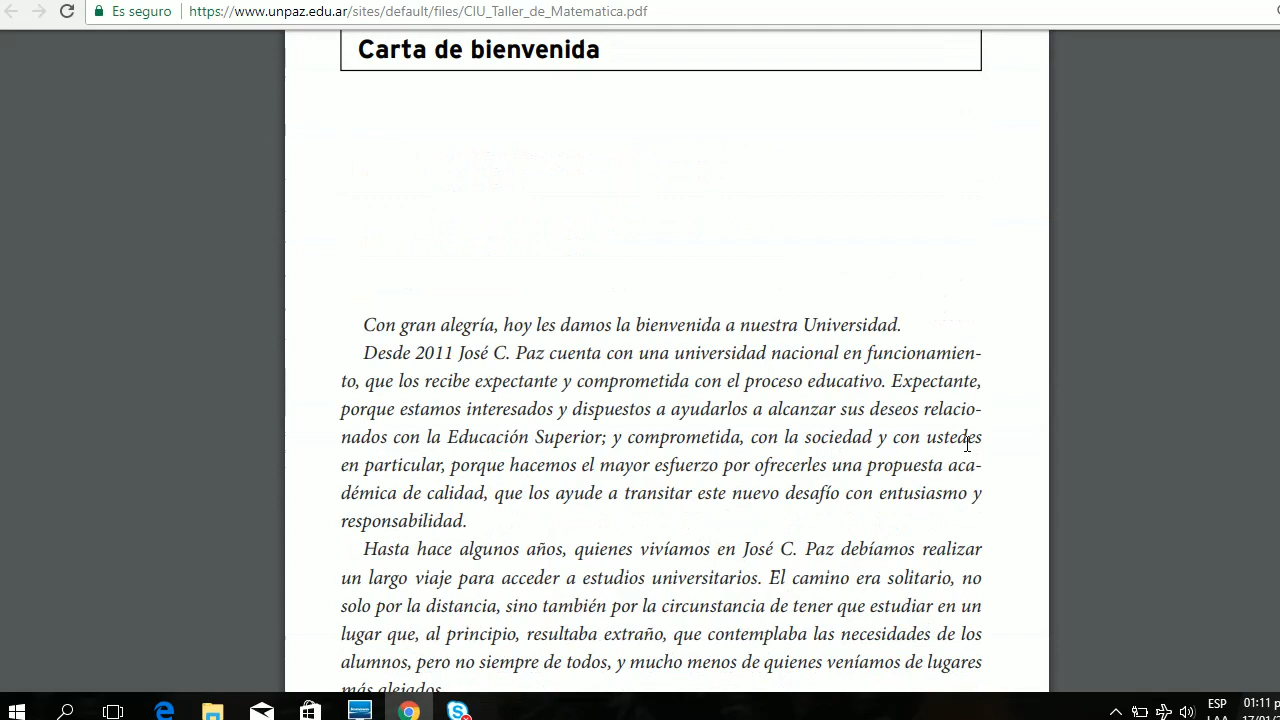 Es seguro
https://www.unpaz.edu.ar/sites/default/files/CIU_Taller_de_Matematica.pdf
Carta de bienvenida
Con gran alegría, hoy les damos la bienvenida a nuestra Universidad.
Desde 2011 José C. Paz cuenta con una universidad nacional en funcionamien-
to, que los recibe expectante y comprometida con el proceso educativo. Expectante,
porque estamos interesados y dispuestos a ayudarlos a alcanzar sus deseos relacio-
nados con la Educación Superior; y comprometida, con la sociedad y con ustedes
en particular, porque hacemos el mayor esfuerzo por ofrecerles una propuesta aca-
démica de calidad, que los ayude a transitar este nuevo desafío con entusiasmo y
responsabilidad.
Hasta hace algunos años, quienes vivíamos en José C. Paz debíamos realizar
un largo viaje para acceder a estudios universitarios. El camino era solitario, no
solo por la distancia, sino también por la circunstancia de tener que estudiar en un
lugar que, al principio, resultaba extraño, que contemplaba las necesidades de los
alumnos, pero no siempre de todos, y mucho menos de quienes veníamos de lugares
más alejados.
ESP
01:11 p